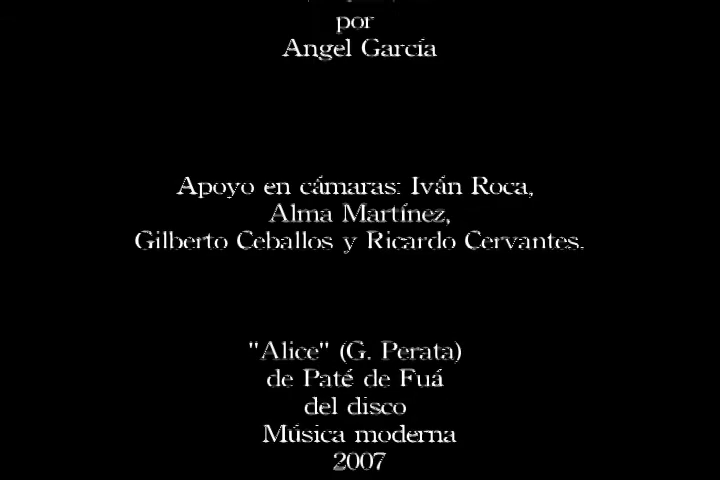 por
Angel García
Apoyo en cámaras: Iván Roca,
Alma Martínez,
Gilberto Ceballos y Ricardo Cervantes.
"Alice" (G. Perata)
de Paté de Fuá
del disco
Música moderna
2007